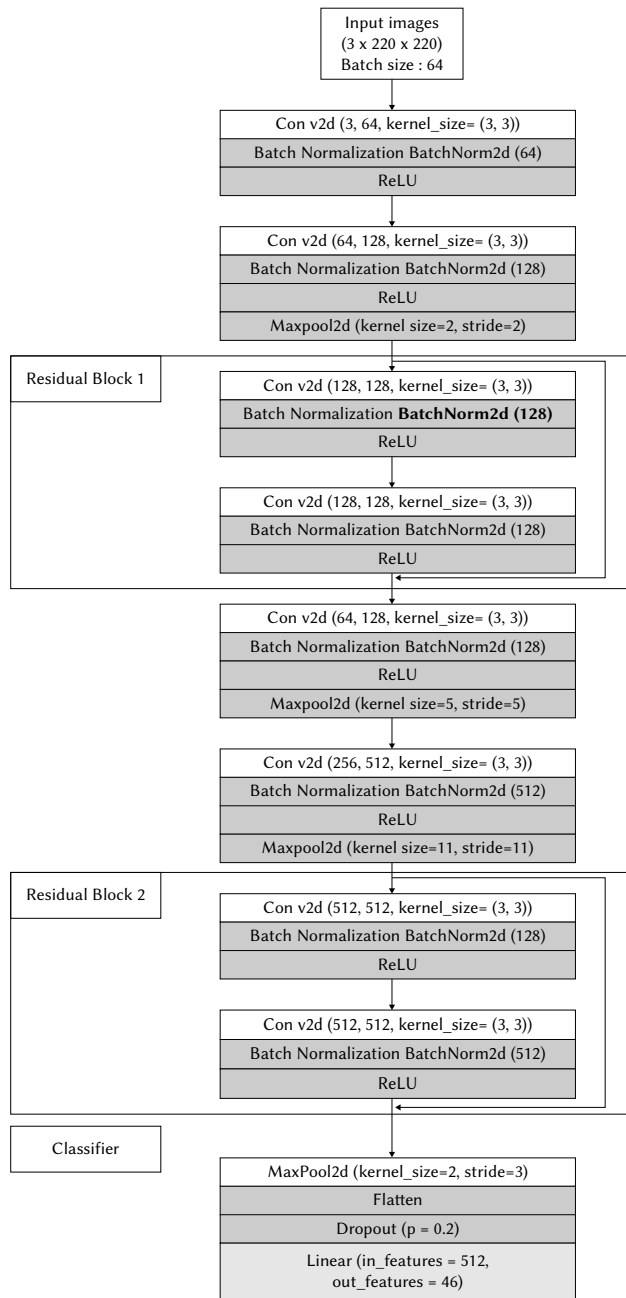 Input images
(3 x 220 x 220)
Batch size : 64
Con v2d (3, 64, kernel_size= (3, 3))
Batch Normalization BatchNorm2d (64)
ReLU
Con v2d (64, 128, kernel_size= (3, 3))
Batch Normalization BatchNorm2d (128)
ReLU
Maxpool2d (kernel size=2, stride=2)
Residual Block 1
Con v2d (128, 128, kernel_size= (3, 3))
Batch Normalization BatchNorm2d (128)
ReLU
Con v2d (128, 128, kernel_size= (3, 3))
Batch Normalization BatchNorm2d (128)
ReLU
Con v2d (64, 128, kernel_size= (3, 3))
Batch Normalization BatchNorm2d (128)
ReLU
Maxpool2d (kernel size=5, stride=5)
Con v2d (256, 512, kernel_size= (3, 3))
Batch Normalization BatchNorm2d (512)
ReLU
Maxpool2d (kernel size=11, stride=11)
Residual Block 2
Con v2d (512, 512, kernel_size= (3, 3))
Batch Normalization BatchNorm2d (128)
ReLU
Con v2d (512, 512, kernel_size= (3, 3))
Batch Normalization BatchNorm2d (512)
ReLU
Classifier
MaxPool2d (kernel_size=2, stride=3)
Flatten
Dropout (p = 0.2)
Linear (in_features = 512,
out_features = 46)